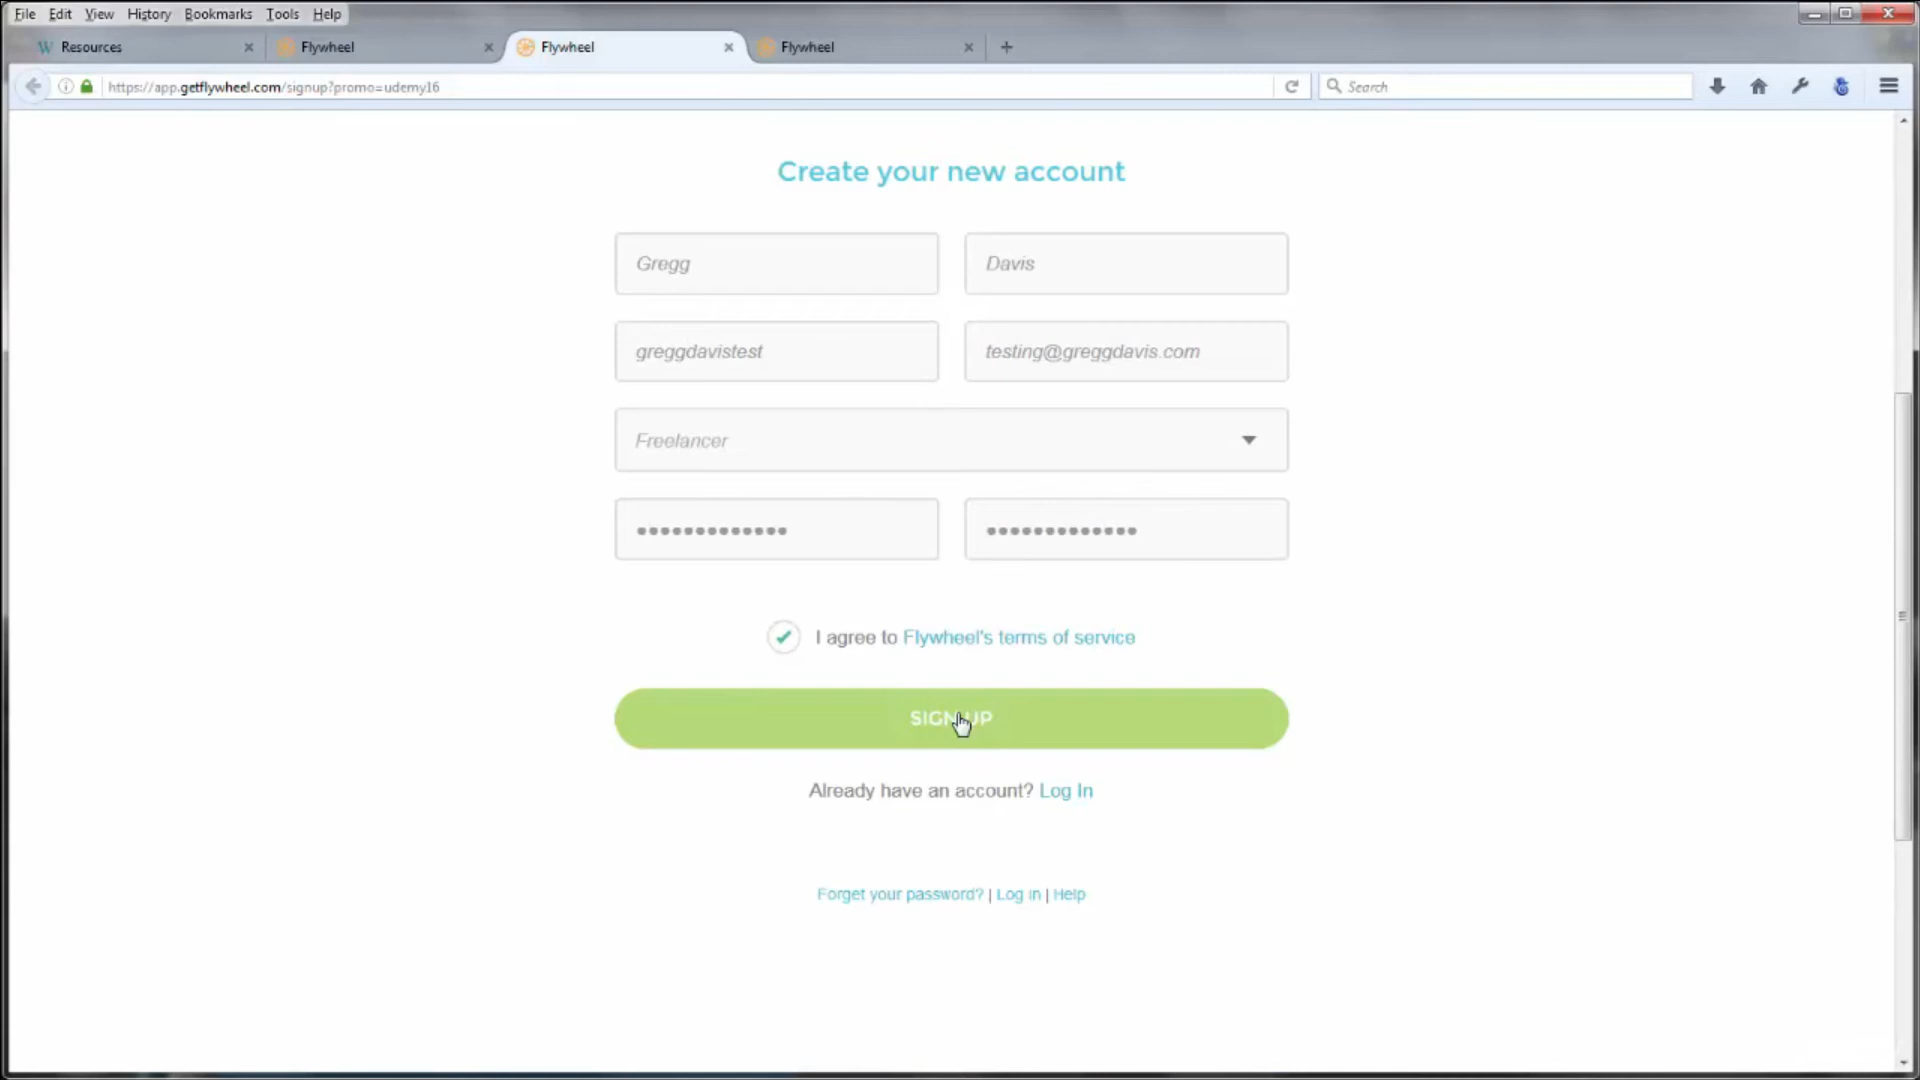 File Edit View History Bookmarks Tools Help
Resources Flywheel Flywheel Flywheel
https://app.getflywheel.com/signup?promo=udemy16 Search
Create your new account
Gregg Davis
greggdavistest testing@greggdavis.com
Freelancer
I agree to Flywheel's terms of service
SIGN UP
Already have an account? Log In
Forget your password? | Log in | Help